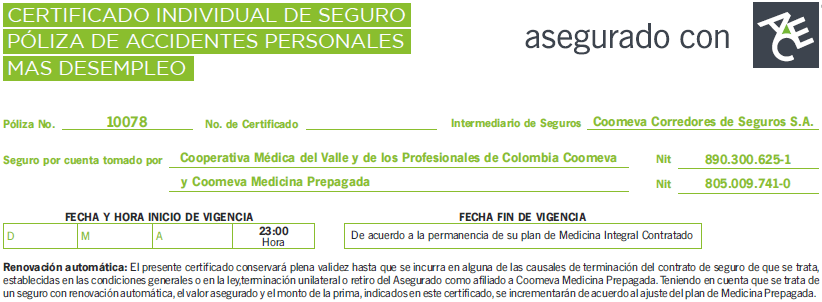 CERTIFICADO INDIVIDUAL DE SEGURO
PÓLIZA DE ACCIDENTES PERSONALES
MAS DESEMPLEO
asegurado con
ACE
Póliza No. 10078 No. de Certificado Intermediario de Seguros Coomeva Corredores de Seguros S.A.
Seguro por cuenta tomado por Cooperativa Médica del Valle y de los Profesionales de Colombia Coomeva Nit 890.300.625-1
y Coomeva Medicina Prepagada Nit 805.009.741-0
FECHA Y HORA INICIO DE VIGENCIA FECHA FIN DE VIGENCIA
D M A 23:00 De acuerdo a la permanencia de su plan de Medicina Integral Contratado
Hora
Renovación automática: El presente certificado conservará plena validez hasta que se incurra en alguna de las causales de terminación del contrato de seguro de que se trata,
establecidas en las condiciones generales o en la ley,terminación unilateral o retiro del Asegurado como afiliado a Coomeva Medicina Prepagada. Teniendo en cuenta que se trata de
un seguro con renovación automática, el valor asegurado y el monto de la prima, indicados en este certificado, se incrementarán de acuerdo al ajuste del plan de Medicina Prepagada.